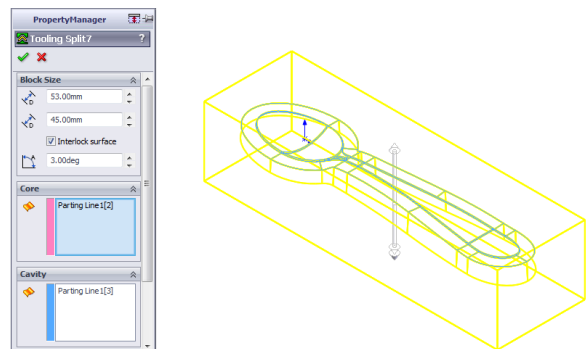 PropertyManager
Tooling Split7 ?
Block Size
53.00mm
45.00mm
Interlock surface
3.00deg
Core
Parting Line1[2]
Cavity
Parting Line1[3]